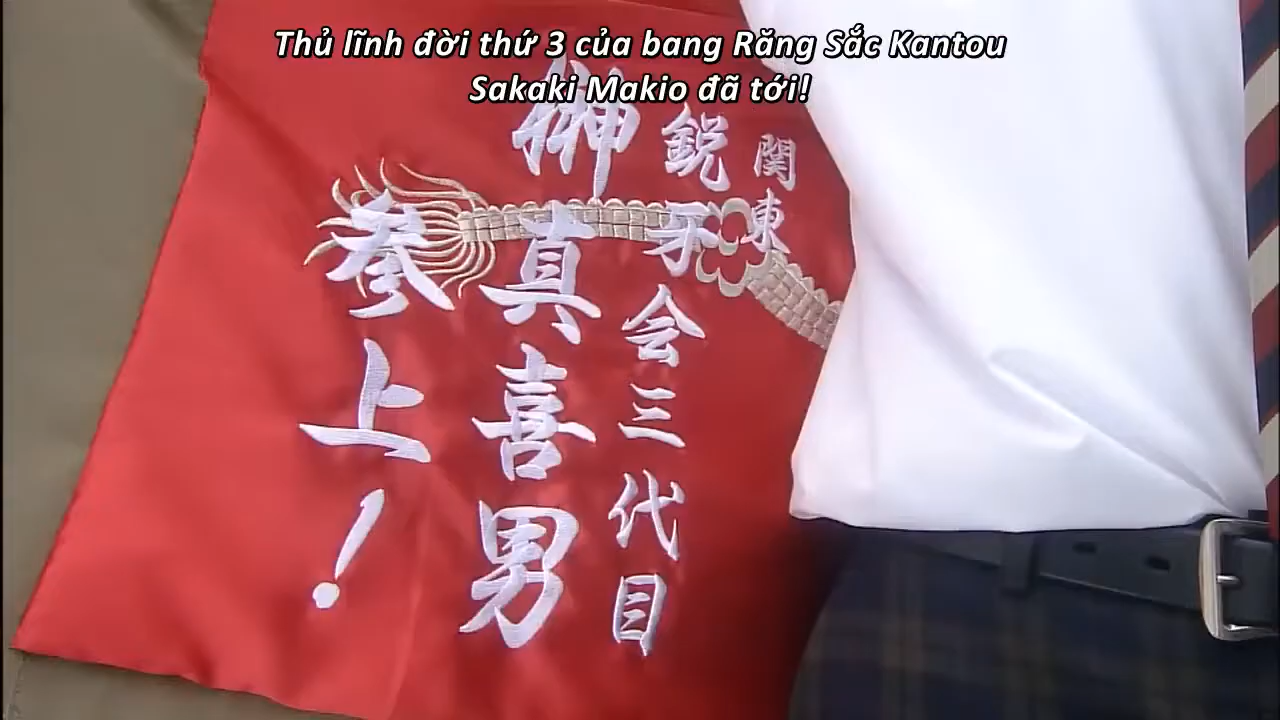 Thủ lĩnh đời thứ 3 của bang Răng Sắc Kantou
Sakaki Makio đã tới!
関東
鋭牙会三代目
榊真喜男
参上!